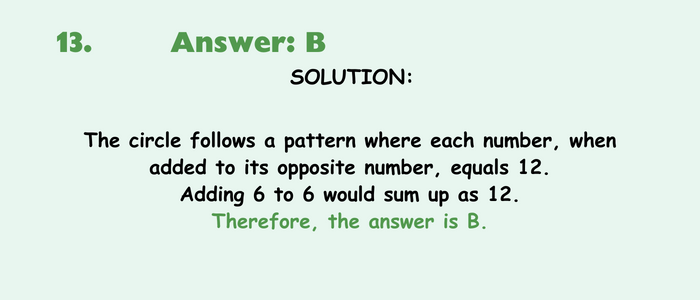 13. Answer: B
SOLUTION:
The circle follows a pattern where each number, when
added to its opposite number, equals 12.
Adding 6 to 6 would sum up as 12.
Therefore, the answer is B.